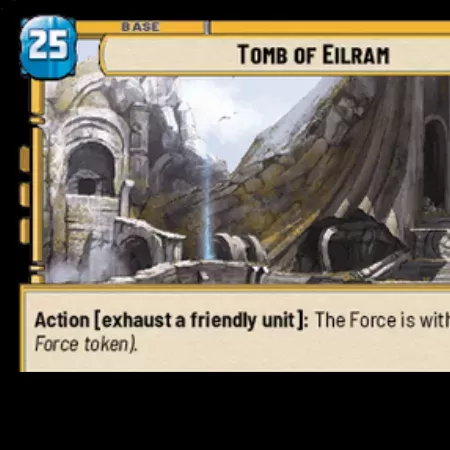 BASE
25
TOMB OF EILRAM
Action [exhaust a friendly unit]: The Force is with
Force token).